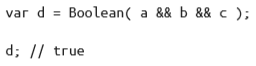 var d = Boolean( a && b && c );
d; // true